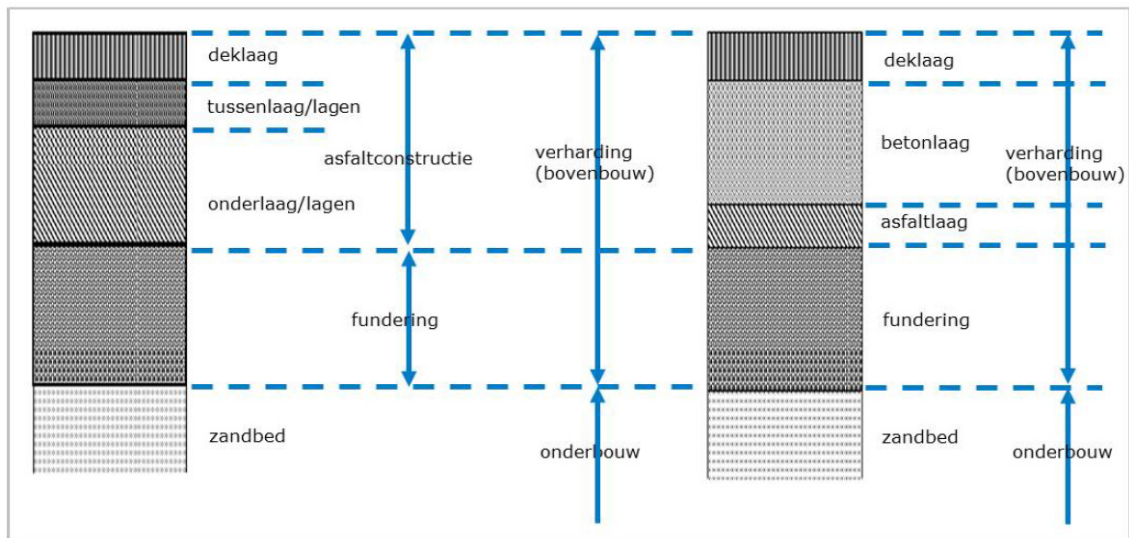 deklaag
tussenlaag/lagen
asfaltconstructie
onderlaag/lagen
fundering
zandbed
verharding
(bovenbouw)
onderbouw
deklaag
betonlaag
asfaltlaag
fundering
zandbed
verharding
(bovenbouw)
onderbouw